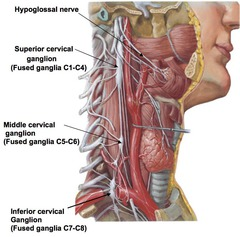 Hypoglossal nerve
Superior cervical
ganglion
(Fused ganglia C1-C4)
Middle cervical
ganglion
(Fused ganglia C5-C6)
Inferior cervical
Ganglion
(Fused ganglia C7-C8)